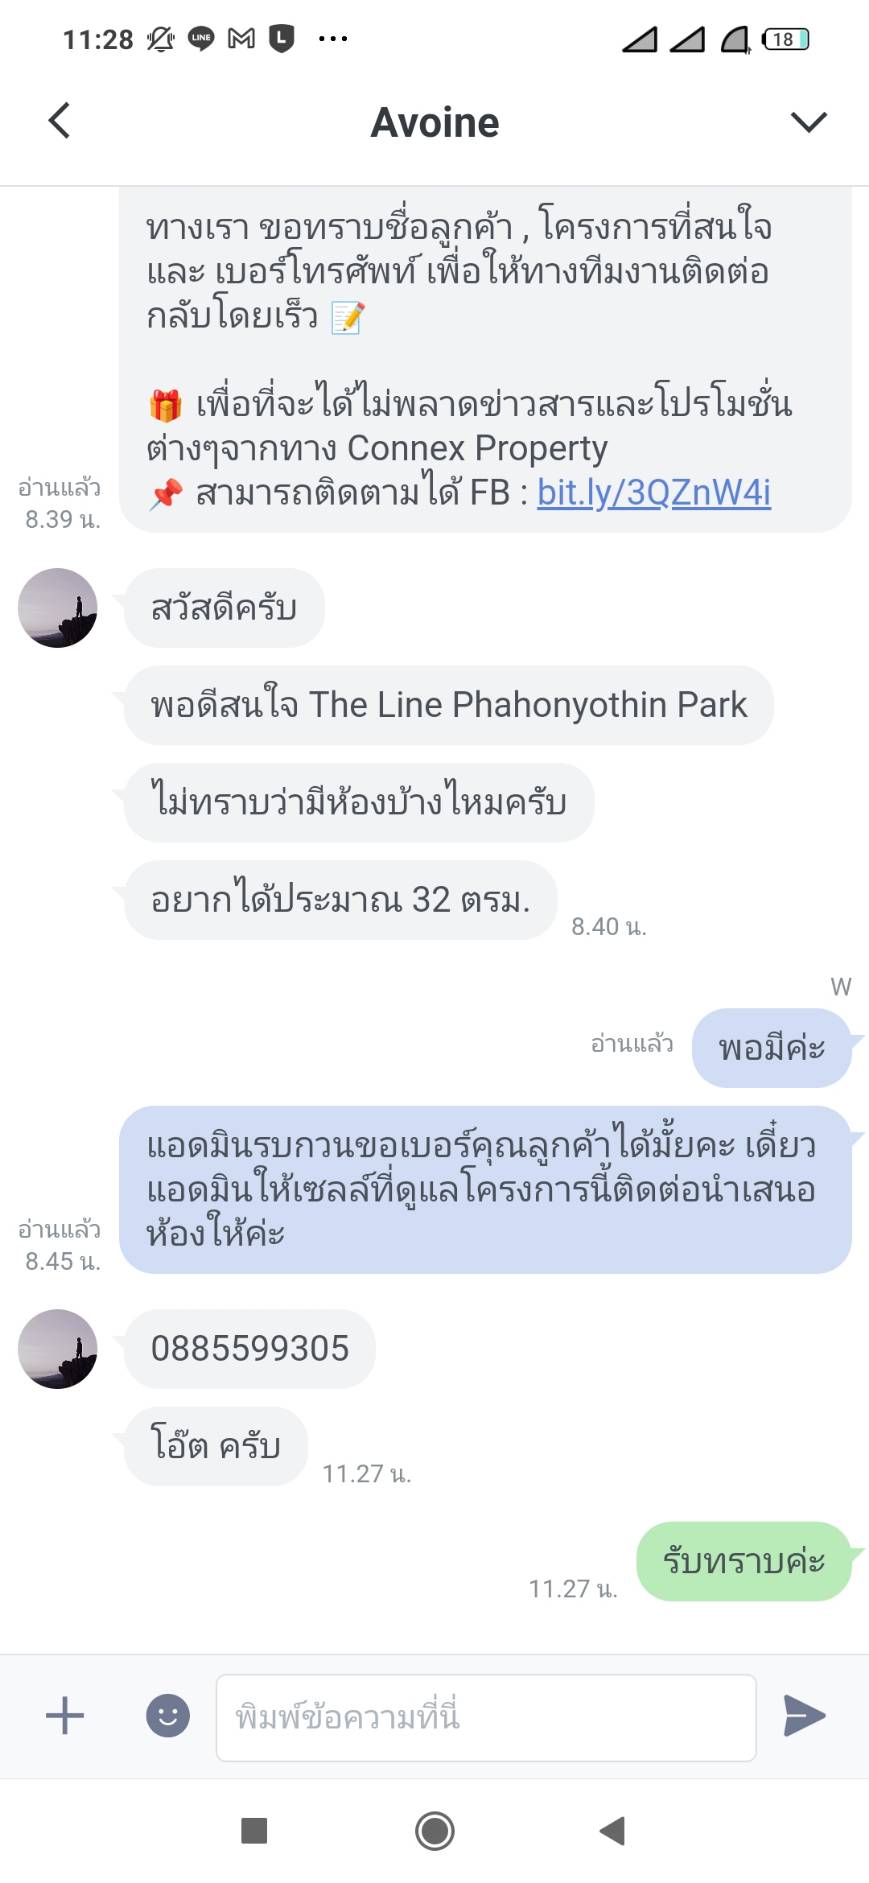 11:28 LINE L ... 18
Avoine
ทางเรา ขอทราบชื่อลูกค้า , โครงการที่สนใจ
และ เบอร์โทรศัพท์ เพื่อให้ทางทีมงานติดต่อ
กลับโดยเร็ว 📝
🎁 เพื่อที่จะได้ไม่พลาดข่าวสารและโปรโมชั่น
ต่างๆจากทาง Connex Property
📌 สามารถติดตามได้ FB : bit.ly/3QZnW4i
อ่านแล้ว
8.39 น.
สวัสดีครับ
พอดีสนใจ The Line Phahonyothin Park
ไม่ทราบว่ามีห้องบ้างไหมครับ
อยากได้ประมาณ 32 ตรม.
8.40 น.
W
อ่านแล้ว
พอมีค่ะ
แอดมินรบกวนขอเบอร์คุณลูกค้าได้มั้ยคะ เดี๋ยว
แอดมินให้เซลล์ที่ดูแลโครงการนี้ติดต่อนำเสนอ
ห้องให้ค่ะ
อ่านแล้ว
8.45 น.
0885599305
โอ๊ต ครับ
11.27 น.
รับทราบค่ะ
11.27 น.
พิมพ์ข้อความที่นี่